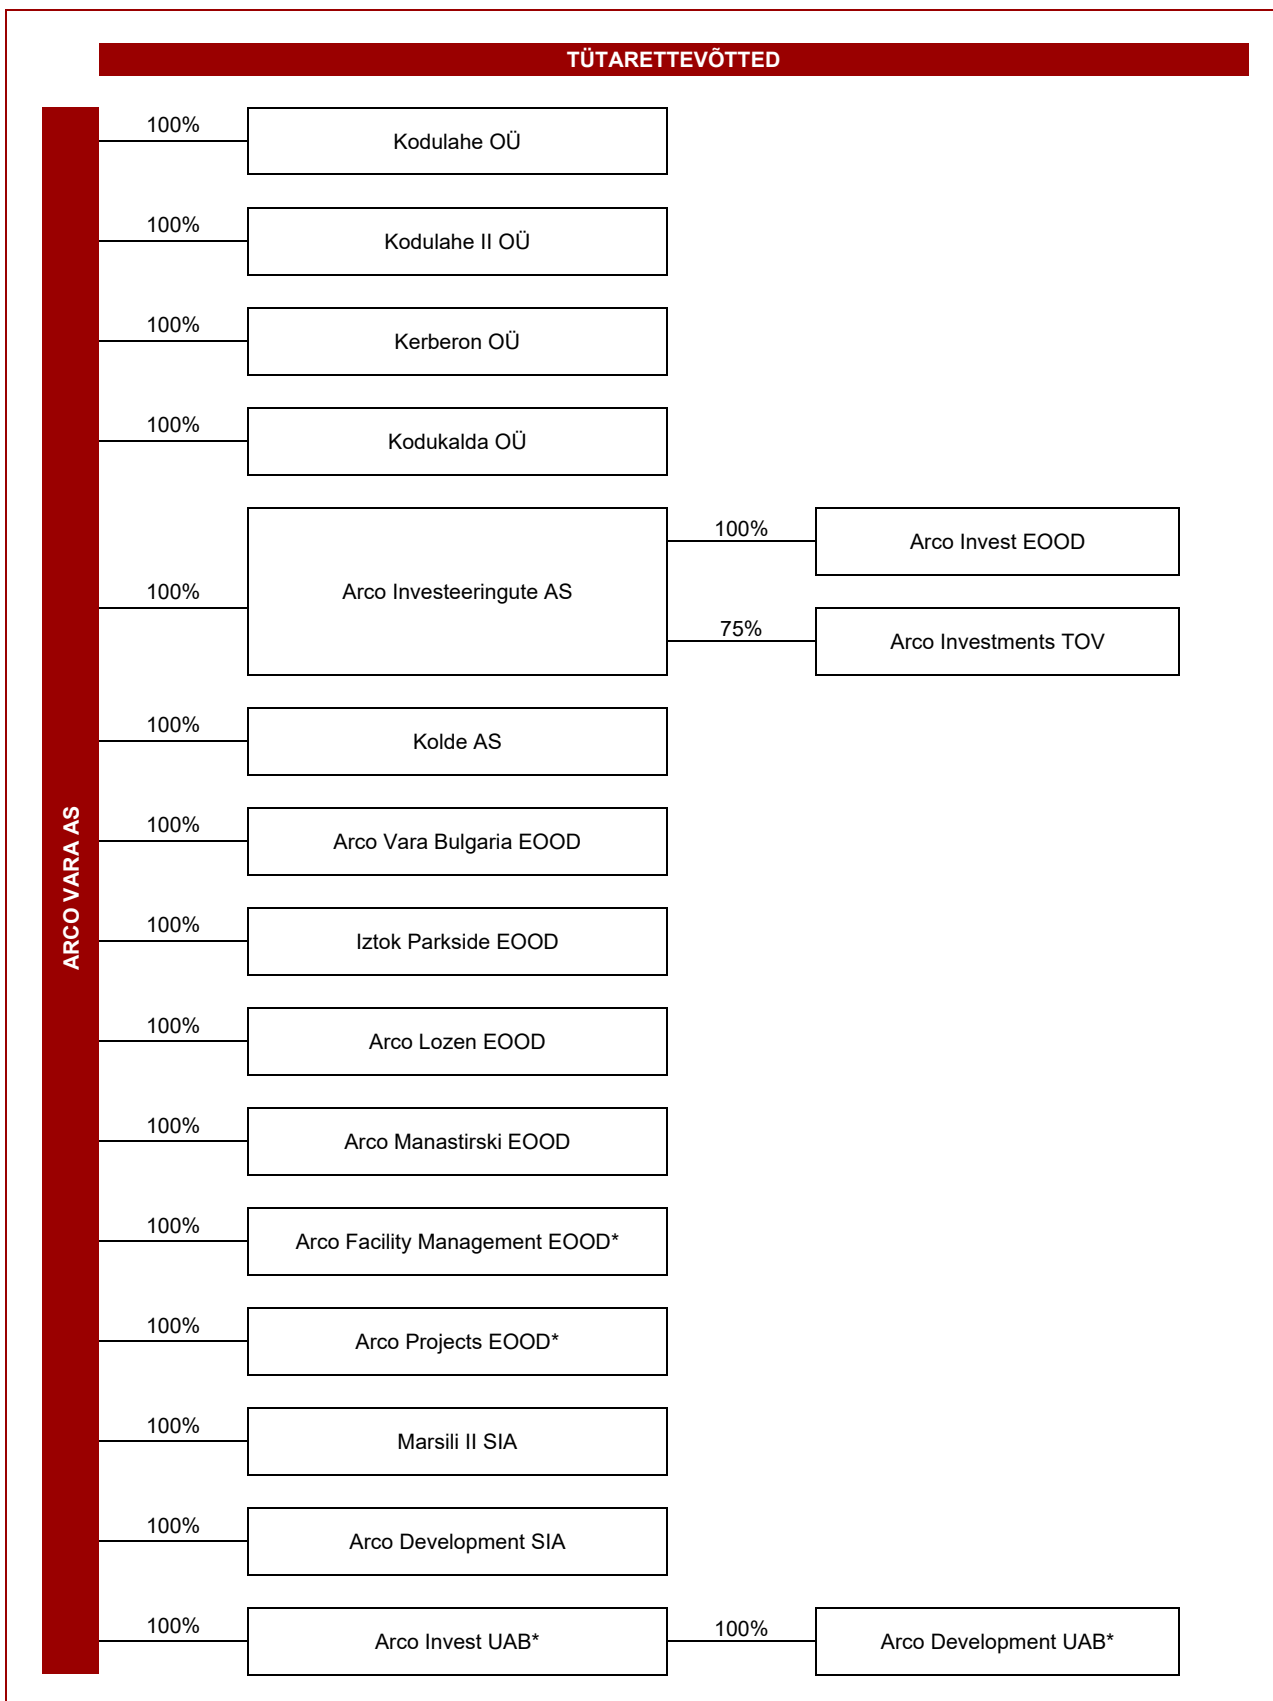 TÜTARETTEVÕTTED
ARCO VARA AS
100%
Kodulahe OÜ
100%
Kodulahe II OÜ
100%
Kerberon OÜ
100%
Kodukalda OÜ
100%
Arco Investeeringute AS
100%
Arco Invest EOOD
75%
Arco Investments TOV
100%
Kolde AS
100%
Arco Vara Bulgaria EOOD
100%
Iztok Parkside EOOD
100%
Arco Lozen EOOD
100%
Arco Manastirski EOOD
100%
Arco Facility Management EOOD*
100%
Arco Projects EOOD*
100%
Marsili II SIA
100%
Arco Development SIA
100%
Arco Invest UAB*
100%
Arco Development UAB*